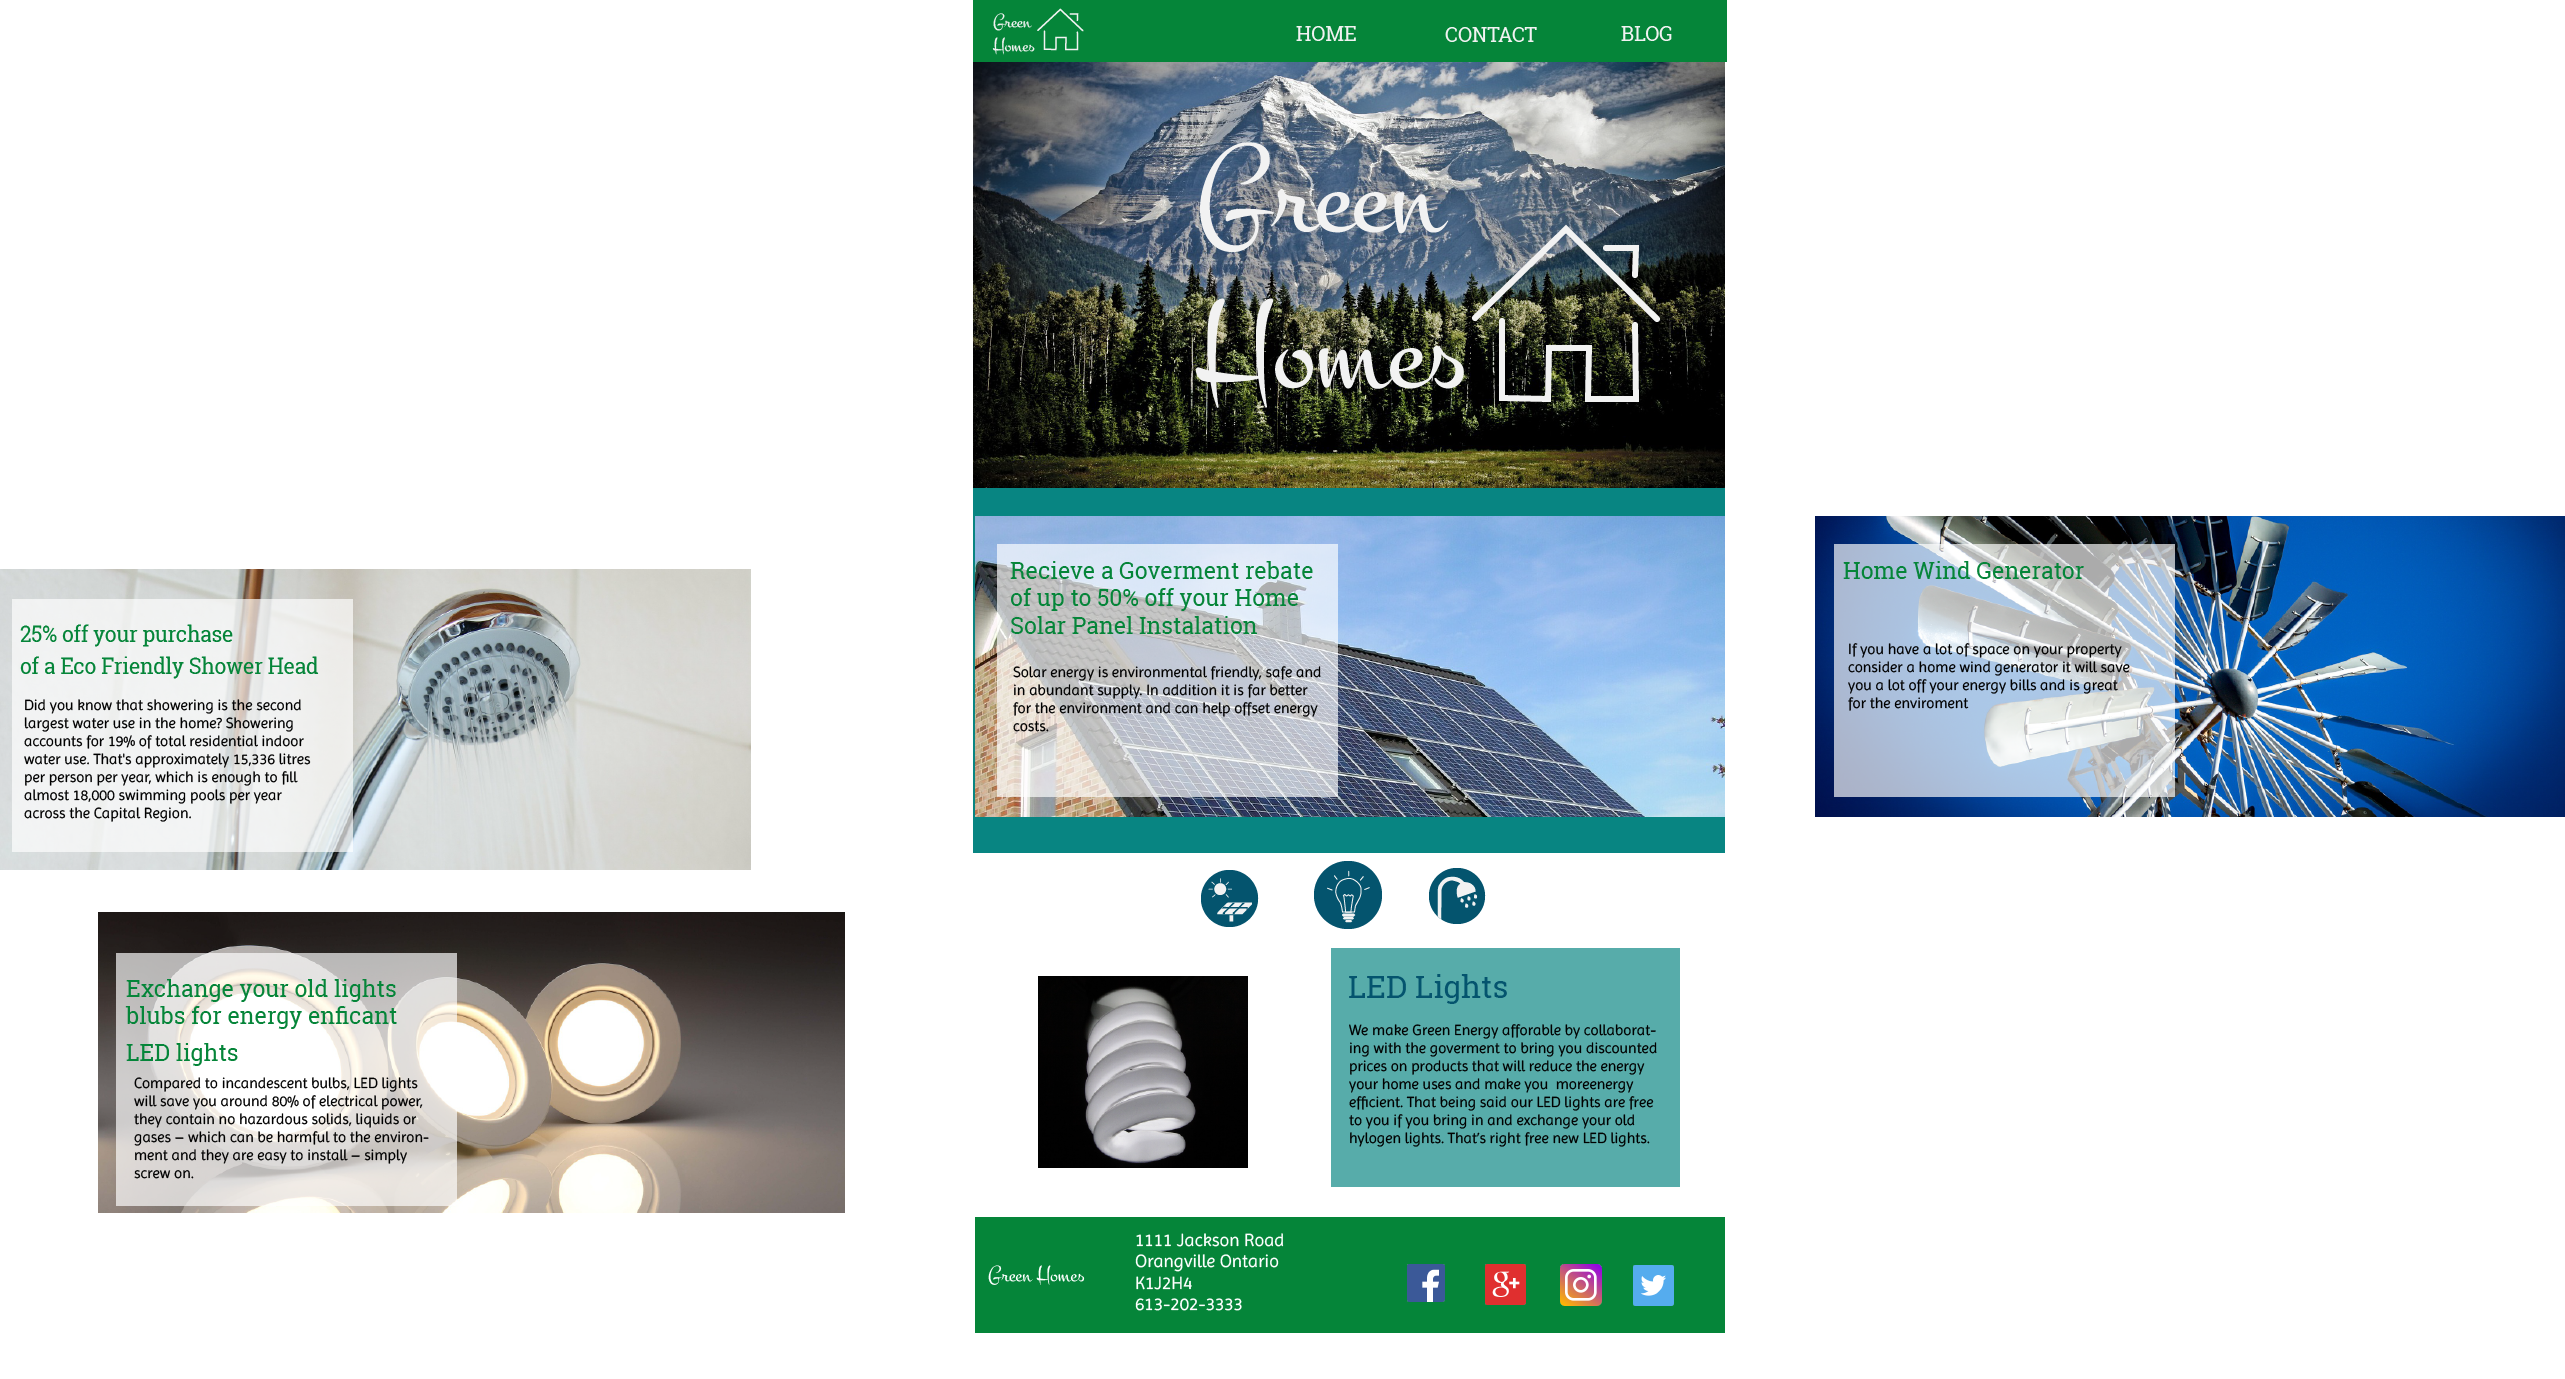 Green
Homes
HOME
CONTACT
BLOG
Green
Homes
25% off your purchase
of a Eco Friendly Shower Head
Did you know that showering is the second
largest water use in the home? Showering
accounts for 19% of total residential indoor
water use. That's approximately 15,336 litres
per person per year, which is enough to fill
almost 18,000 swimming pools per year
across the Capital Region.
Recieve a Goverment rebate
of up to 50% off your Home
Solar Panel Instalation
Solar energy is environmental friendly, safe and
in abundant supply. In addition it is far better
for the environment and can help offset energy
costs.
Home Wind Generator
If you have a lot of space on your property
consider a home wind generator it will save
you a lot off your energy bills and is great
for the enviroment
Exchange your old lights
blubs for energy enficant
LED lights
Compared to incandescent bulbs, LED lights
will save you around 80% of electrical power,
they contain no hazardous solids, liquids or
gases – which can be harmful to the environ-
ment and they are easy to install – simply
screw on.
LED Lights
We make Green Energy afforable by collaborat-
ing with the goverment to bring you discounted
prices on products that will reduce the energy
your home uses and make you  moreenergy
efficient. That being said our LED lights are free
to you if you bring in and exchange your old
hylogen lights. That's right free new LED lights.
Green Homes
1111 Jackson Road
Orangville Ontario
K1J2H4
613-202-3333